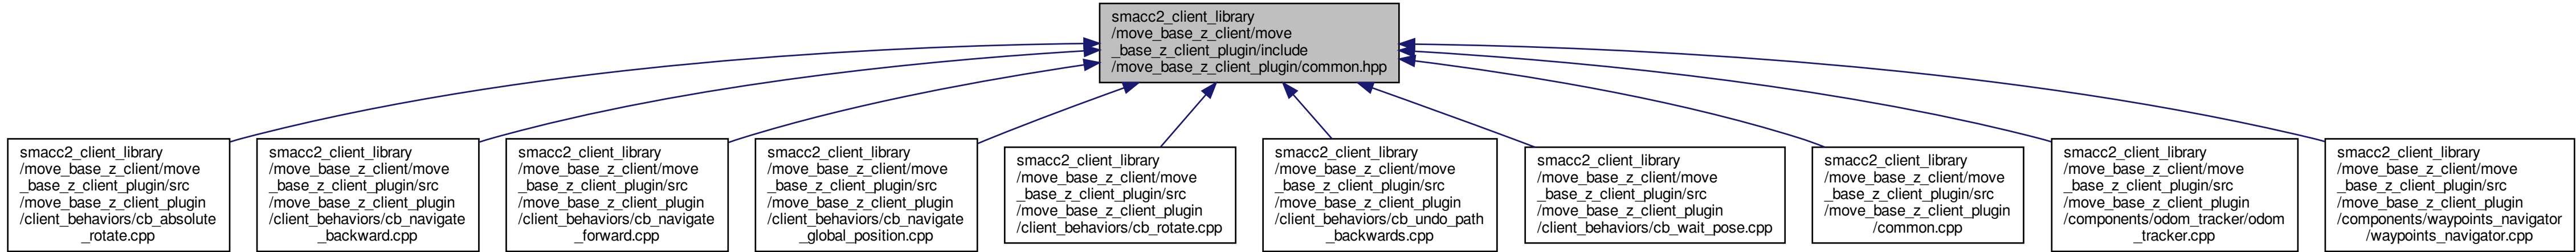 smacc2_client_library
/move_base_z_client/move
_base_z_client_plugin/include
/move_base_z_client_plugin/common.hpp
smacc2_client_library
/move_base_z_client/move
_base_z_client_plugin/src
/move_base_z_client_plugin
/client_behaviors/cb_absolute
_rotate.cpp
smacc2_client_library
/move_base_z_client/move
_base_z_client_plugin/src
/move_base_z_client_plugin
/client_behaviors/cb_navigate
_backward.cpp
smacc2_client_library
/move_base_z_client/move
_base_z_client_plugin/src
/move_base_z_client_plugin
/client_behaviors/cb_navigate
_forward.cpp
smacc2_client_library
/move_base_z_client/move
_base_z_client_plugin/src
/move_base_z_client_plugin
/client_behaviors/cb_navigate
_global_position.cpp
smacc2_client_library
/move_base_z_client/move
_base_z_client_plugin/src
/move_base_z_client_plugin
/client_behaviors/cb_rotate.cpp
smacc2_client_library
/move_base_z_client/move
_base_z_client_plugin/src
/move_base_z_client_plugin
/client_behaviors/cb_undo_path
_backwards.cpp
smacc2_client_library
/move_base_z_client/move
_base_z_client_plugin/src
/move_base_z_client_plugin
/client_behaviors/cb_wait_pose.cpp
smacc2_client_library
/move_base_z_client/move
_base_z_client_plugin/src
/move_base_z_client_plugin
/common.cpp
smacc2_client_library
/move_base_z_client/move
_base_z_client_plugin/src
/move_base_z_client_plugin
/components/odom_tracker/odom
_tracker.cpp
smacc2_client_library
/move_base_z_client/move
_base_z_client_plugin/src
/move_base_z_client_plugin
/components/waypoints_navigator
/waypoints_navigator.cpp